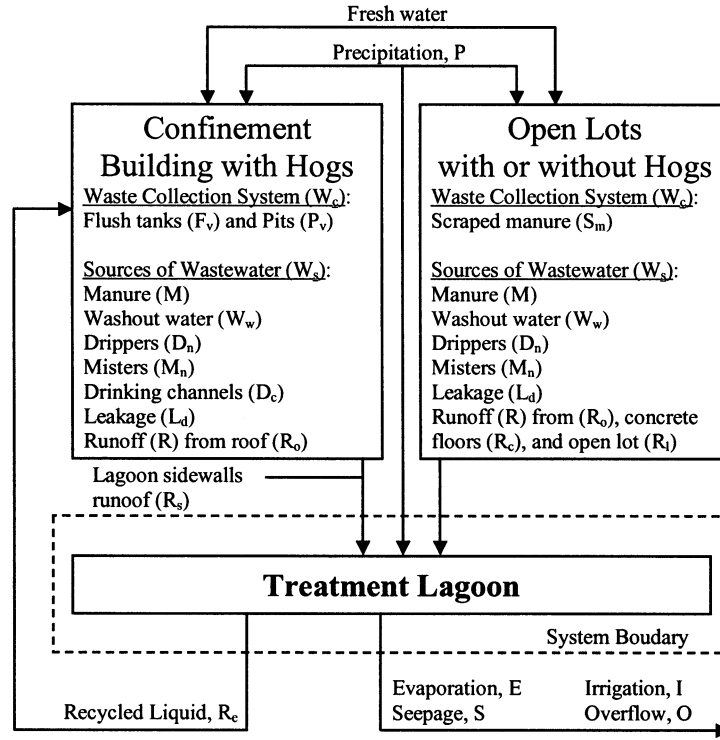 Fresh water
Precipitation, P
Confinement
Building with Hogs
Waste Collection System (Wc):
Flush tanks (Fv) and Pits (Pv)
Sources of Wastewater (Ws):
Manure (M)
Washout water (Ww)
Drippers (Dn)
Misters (Mn)
Drinking channels (Dc)
Leakage (Ld)
Runoff (R) from roof (Ro)
Open Lots
with or without Hogs
Waste Collection System (Wc):
Scraped manure (Sm)
Sources of Wastewater (Ws):
Manure (M)
Washout water (Ww)
Drippers (Dn)
Misters (Mn)
Leakage (Ld)
Runoff (R) from (Ro), concrete
floors (Rc), and open lot (Rl)
Lagoon sidewalls
runoof (Rs)
Treatment Lagoon
System Boudary
Recycled Liquid, Re
Evaporation, E
Seepage, S
Irrigation, I
Overflow, O